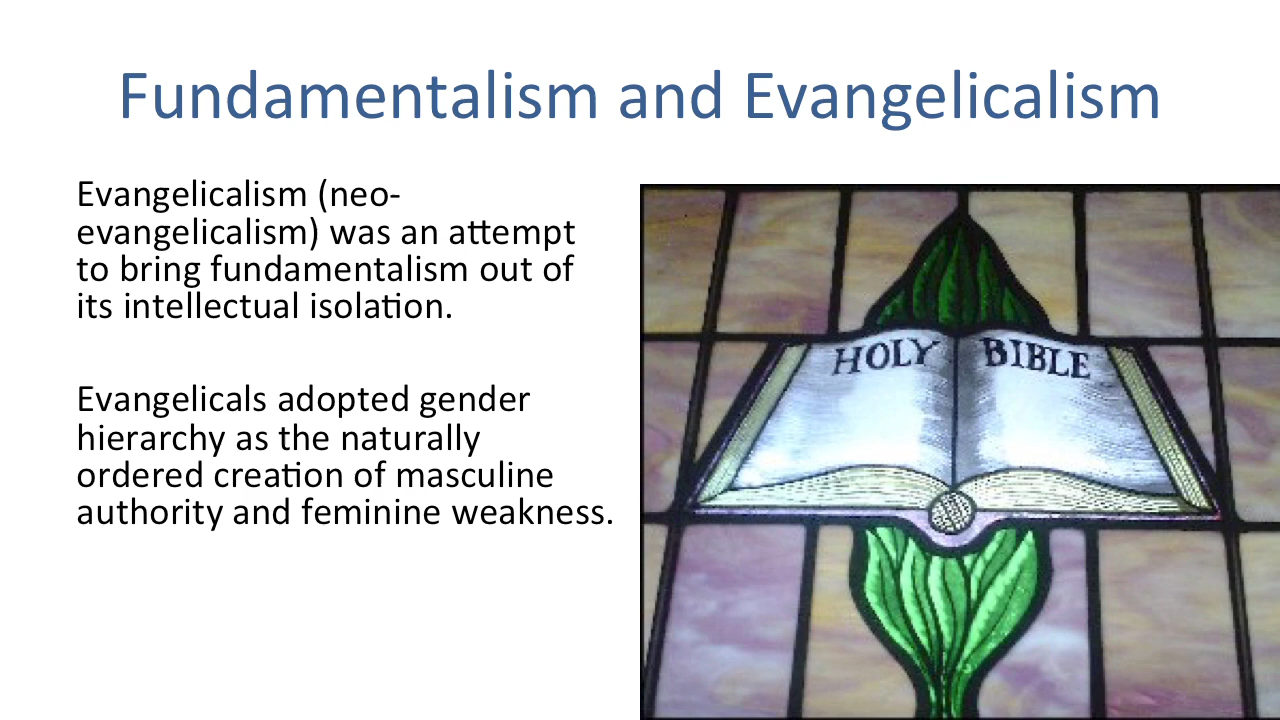 Fundamentalism and Evangelicalism
Evangelicalism (neo-
evangelicalism) was an attempt
to bring fundamentalism out of
its intellectual isolation.
Evangelicals adopted gender
hierarchy as the naturally
ordered creation of masculine
authority and feminine weakness.
HOLY BIBLE